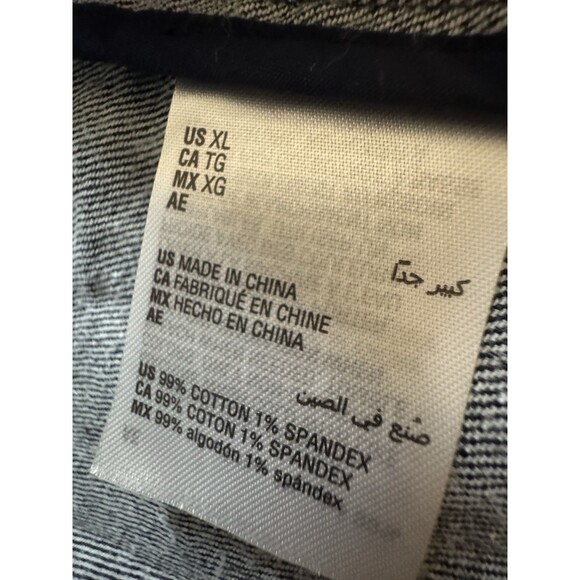 US XL
CA TG
MX XG
AE
كبير جدًا
US MADE IN CHINA
CA FABRIQUÉ EN CHINE
MX HECHO EN CHINA
AE
صُنع في الصين
US 99% COTTON 1% SPANDEX
CA 99% COTON 1% SPANDEX
MX 99% algodón 1% spándex